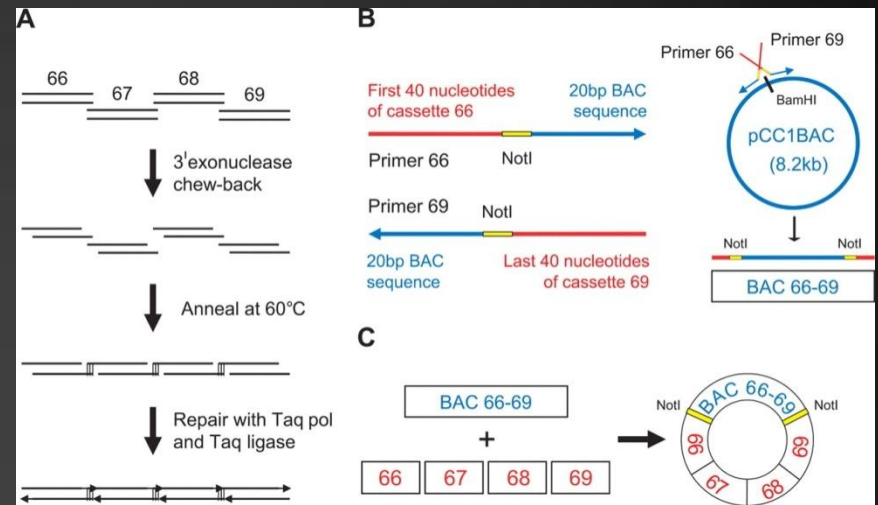 A
66
67
68
69
3'exonuclease
chew-back
Anneal at 60°C
Repair with Taq pol
and Taq ligase
B
First 40 nucleotides
of cassette 66
20bp BAC
sequence
Primer 66
NotI
Primer 69
NotI
20bp BAC
sequence
Last 40 nucleotides
of cassette 69
Primer 66
Primer 69
BamHI
pCC1BAC
(8.2kb)
NotI
NotI
BAC 66-69
C
BAC 66-69
+
66
67
68
69
NotI
BAC 66-69
NotI
66
67
68
69